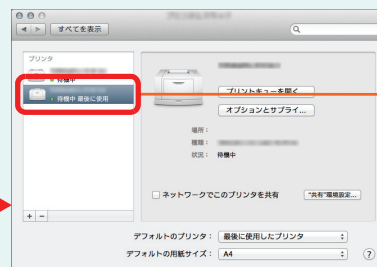 すべてを表示
プリンタ
待機中
待機中 最後に使用
プリントキューを開く
オプションとサプライ...
場所：
種類：
状況： 待機中
ネットワークでこのプリンタを共有
"共有"環境設定...
+ −
デフォルトのプリンタ： 最後に使用したプリンタ
デフォルトの用紙サイズ： A4
?